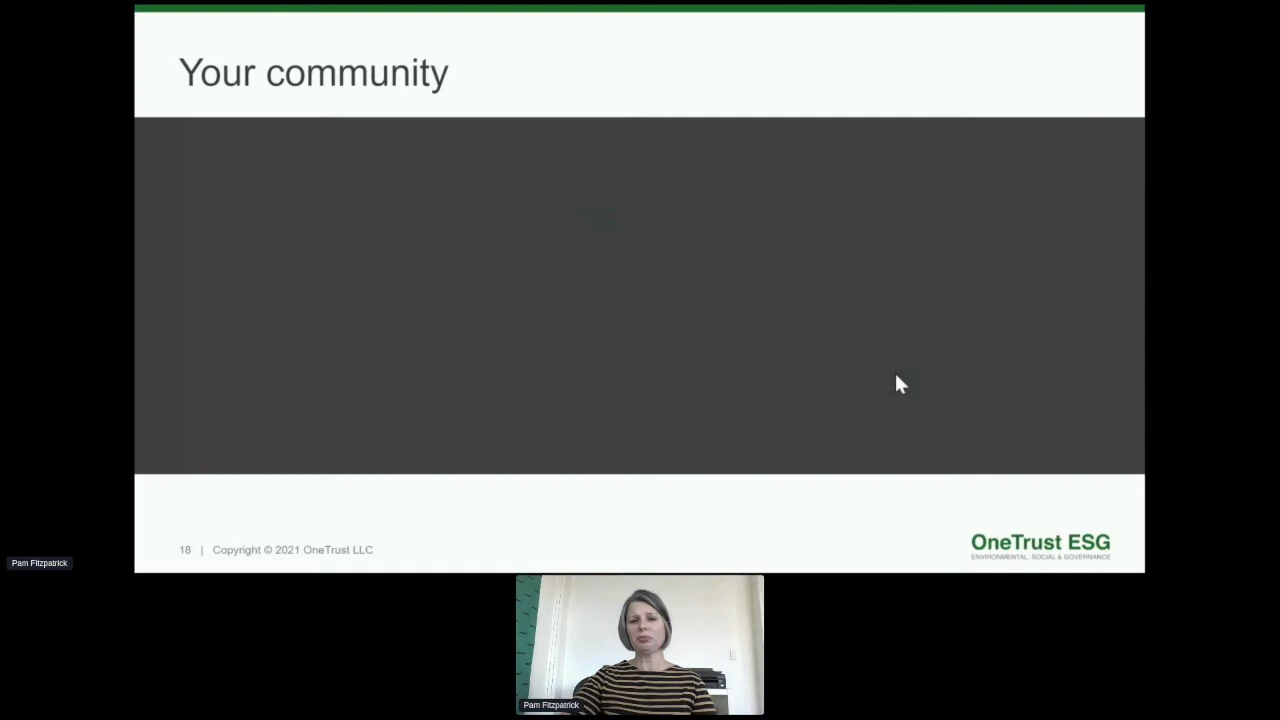 Your community
18 | Copyright © 2021 OneTrust LLC
OneTrust ESG
ENVIRONMENTAL, SOCIAL & GOVERNANCE
Pam Fitzpatrick
Pam Fitzpatrick